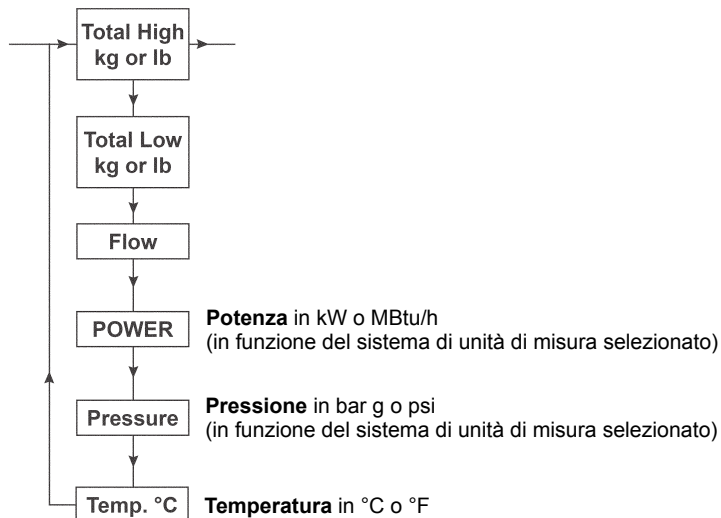 Total High
kg or lb
Total Low
kg or lb
Flow
POWER
Potenza in kW o MBtu/h
(in funzione del sistema di unità di misura selezionato)
Pressure
Pressione in bar g o psi
(in funzione del sistema di unità di misura selezionato)
Temp. °C
Temperatura in °C o °F